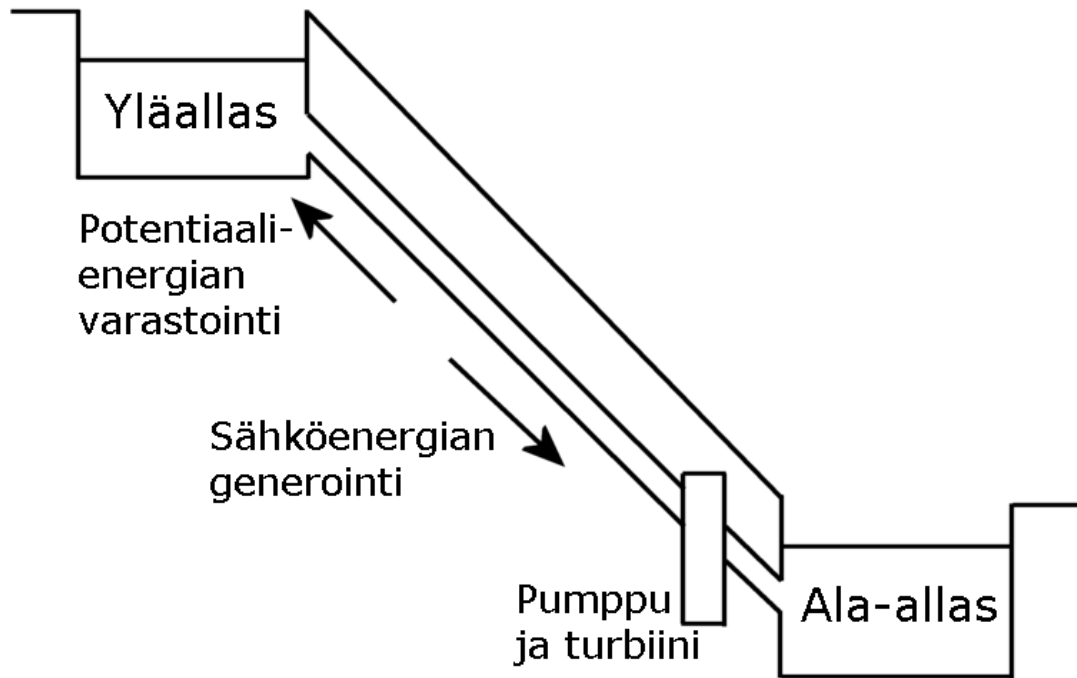 Yläallas
Potentiaali-
energian
varastointi
Sähköenergian
generointi
Pumppu
ja turbiini
Ala-allas